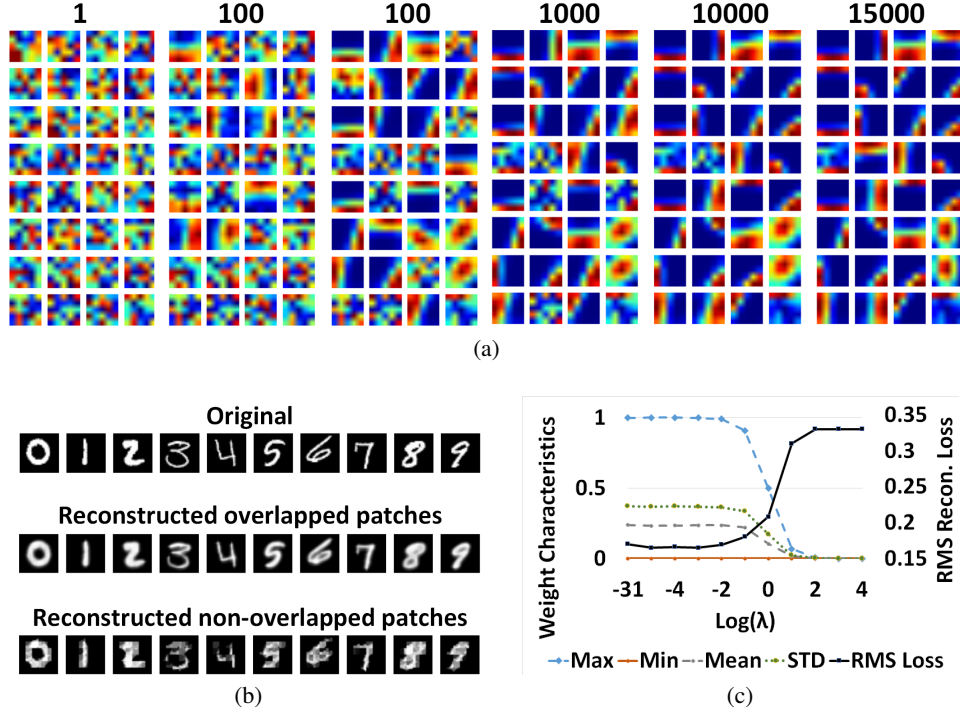 1 100 100 1000 10000 15000
(a)
Original
Reconstructed overlapped patches
Reconstructed non-overlapped patches
(b)
Weight Characteristics
1
0.5
0
0.35
0.3
0.25
0.2
0.15
RMS Recon. Loss
-31 -4 -2 0 2 4
Log(λ)
Max Min Mean STD RMS Loss
(c)